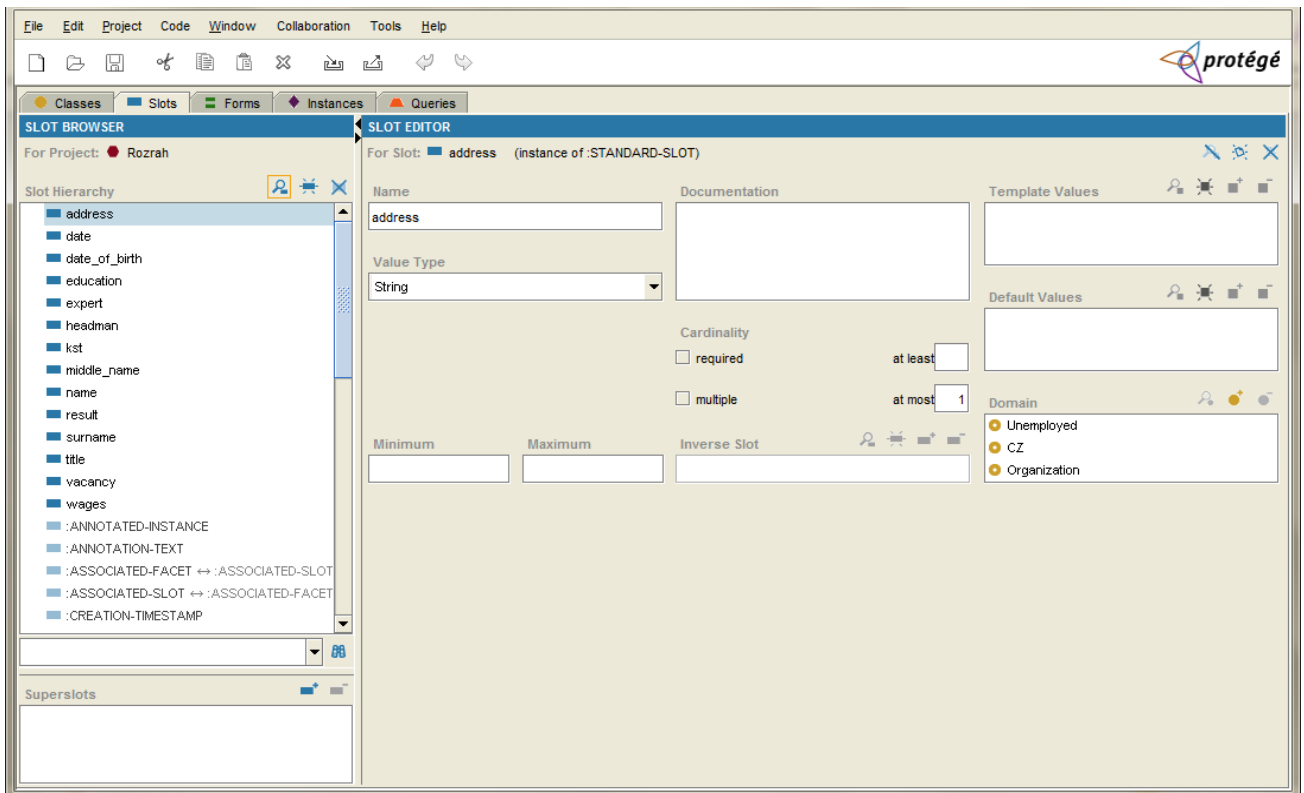 File Edit Project Code Window Collaboration Tools Help
protégé
Classes Slots Forms Instances Queries
SLOT BROWSER
For Project: Rozrah
Slot Hierarchy
address
date
date_of_birth
education
expert
headman
kst
middle_name
name
result
surname
title
vacancy
wages
:ANNOTATED-INSTANCE
:ANNOTATION-TEXT
:ASSOCIATED-FACET ↔ :ASSOCIATED-SLOT
:ASSOCIATED-SLOT ↔ :ASSOCIATED-FACET
:CREATION-TIMESTAMP
Superslots
SLOT EDITOR
For Slot: address (instance of :STANDARD-SLOT)
Name
address
Value Type
String
Minimum
Maximum
Documentation
Cardinality
required at least
multiple at most 1
Inverse Slot
Template Values
Default Values
Domain
Unemployed
CZ
Organization